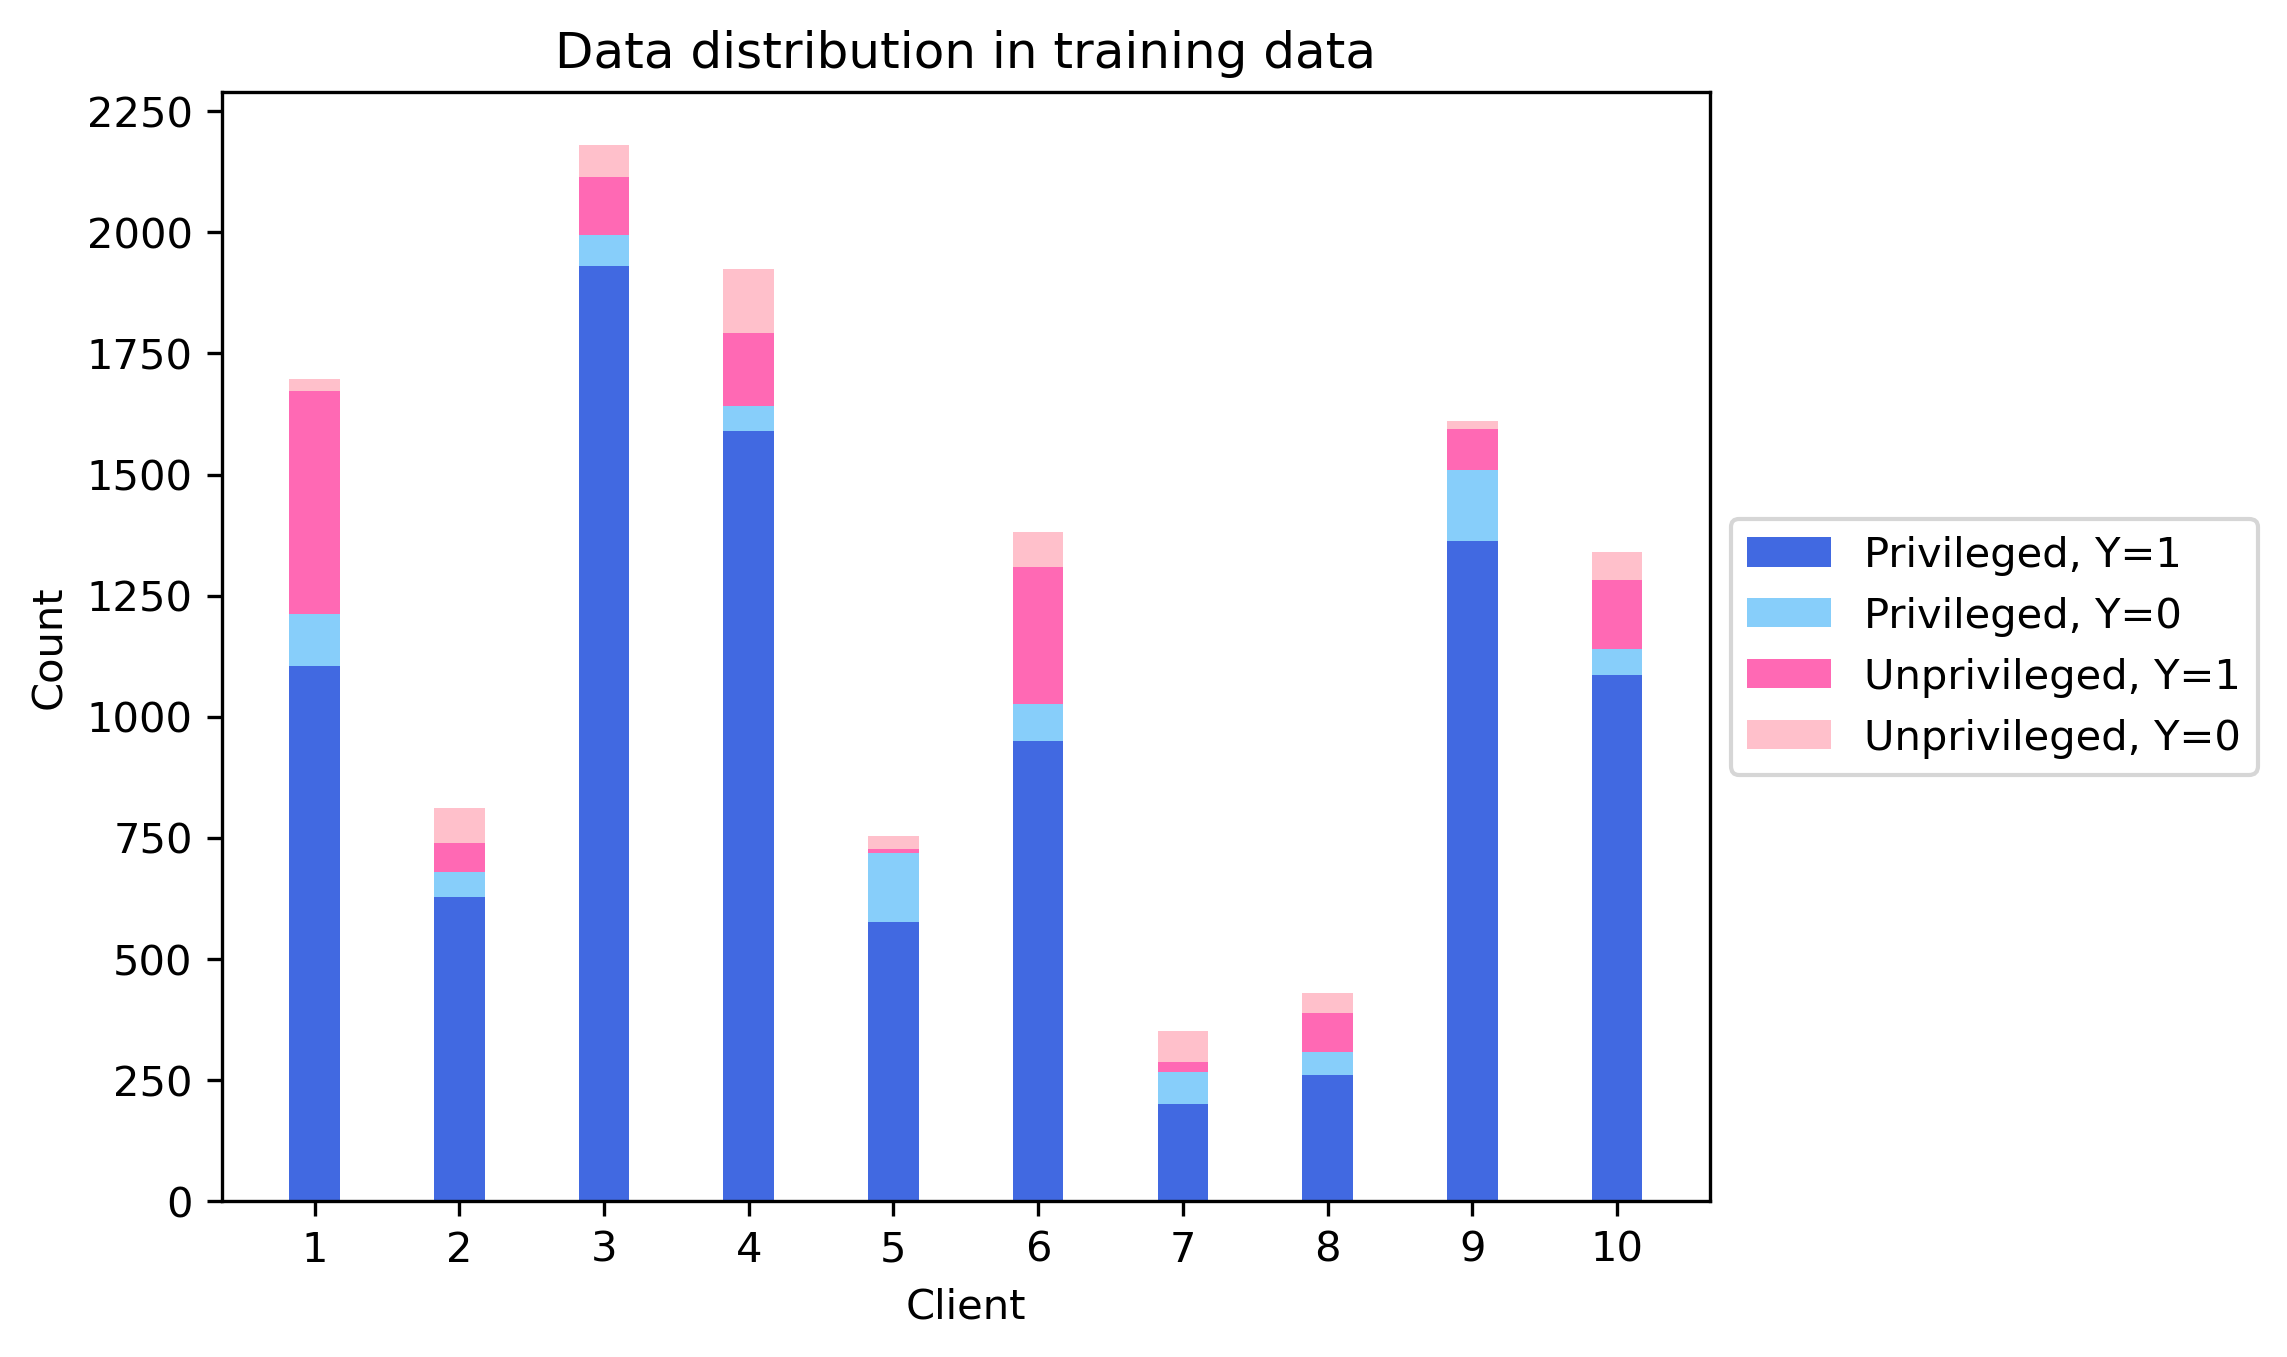 Data distribution in training data
2250
2000
1750
1500
1250
1000
750
500
250
0
Count
1 2 3 4 5 6 7 8 9 10
Client
Privileged, Y=1
Privileged, Y=0
Unprivileged, Y=1
Unprivileged, Y=0